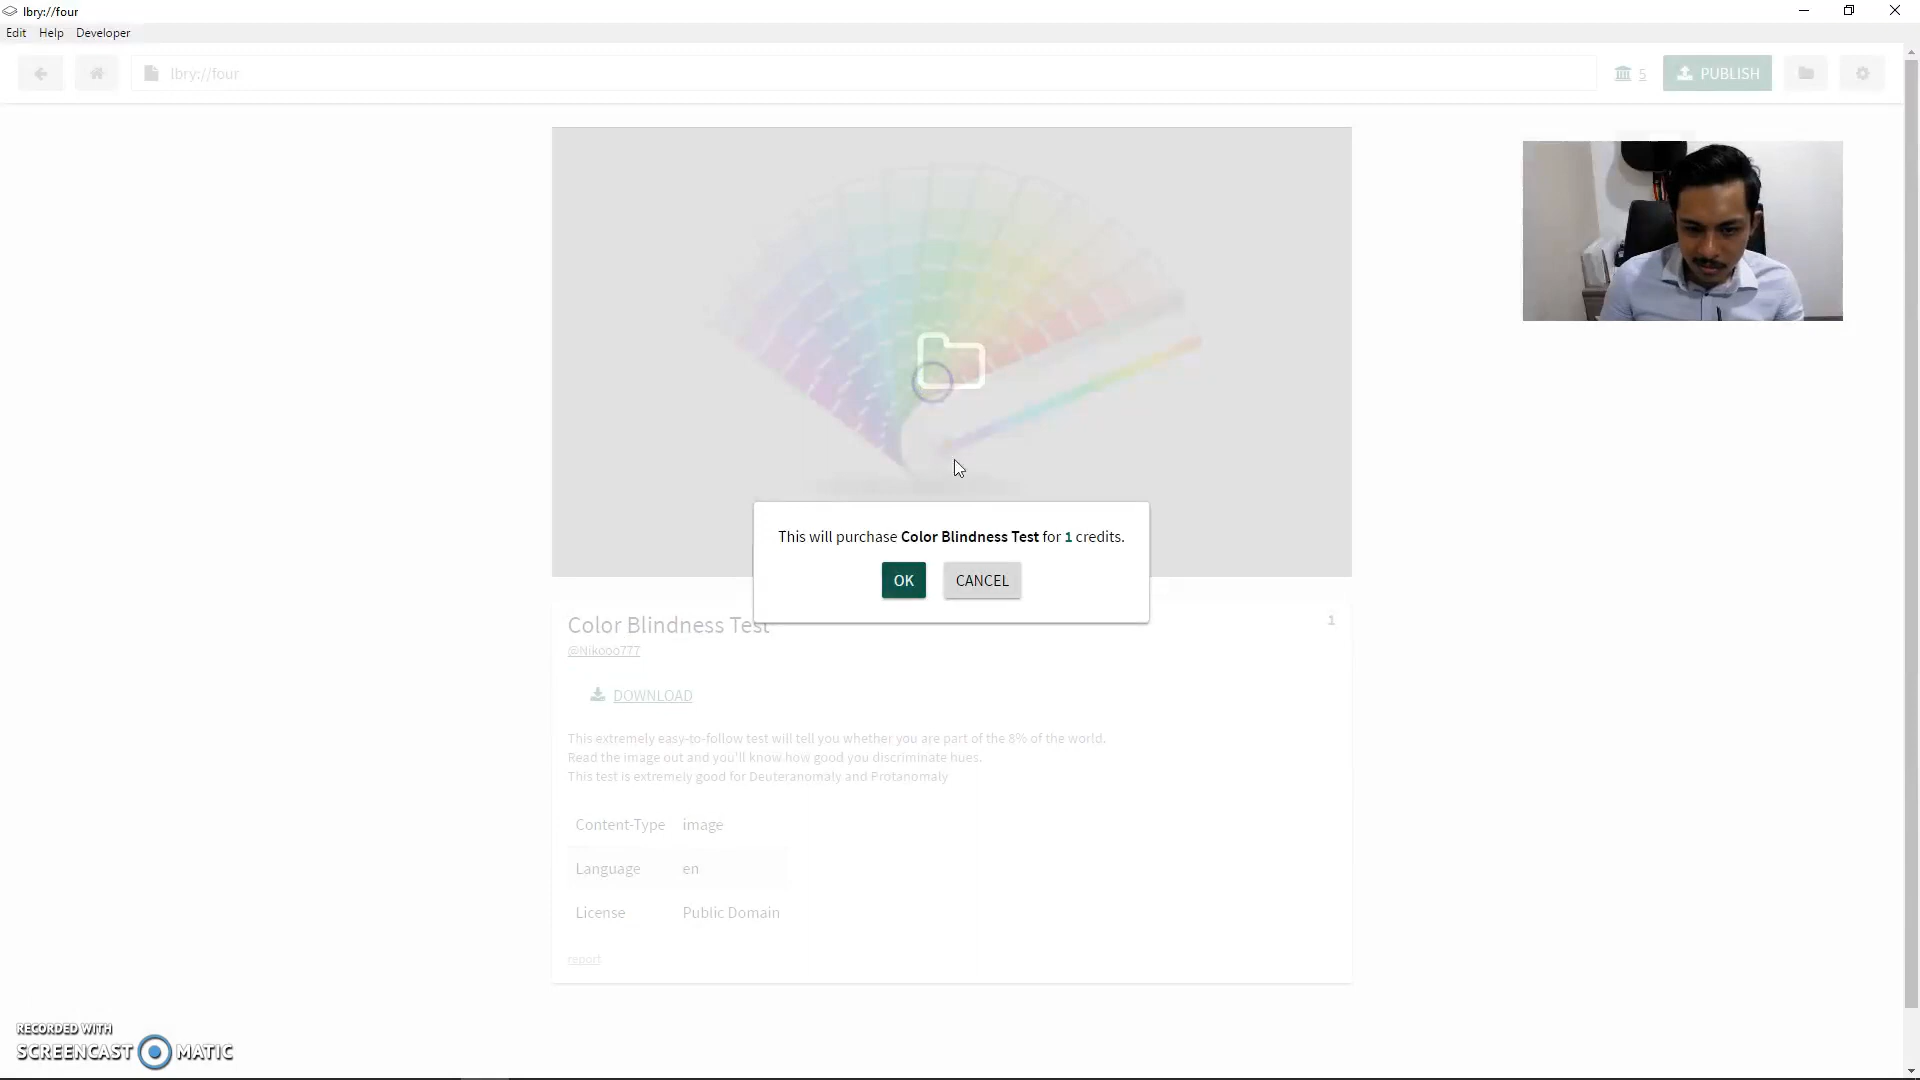 lbry://four
Edit Help Developer
lbry://four
5 PUBLISH
This will purchase Color Blindness Test for 1 credits.
OK CANCEL
Color Blindness Test
1
@Nikooo777
DOWNLOAD
This extremely easy-to-follow test will tell you whether you are part of the 8% of the world.
Read the image out and you'll know how good you discriminate hues.
This test is extremely good for Deuteranomaly and Protanomaly
Content-Type image
Language en
License Public Domain
report
RECORDED WITH
SCREENCAST MATIC